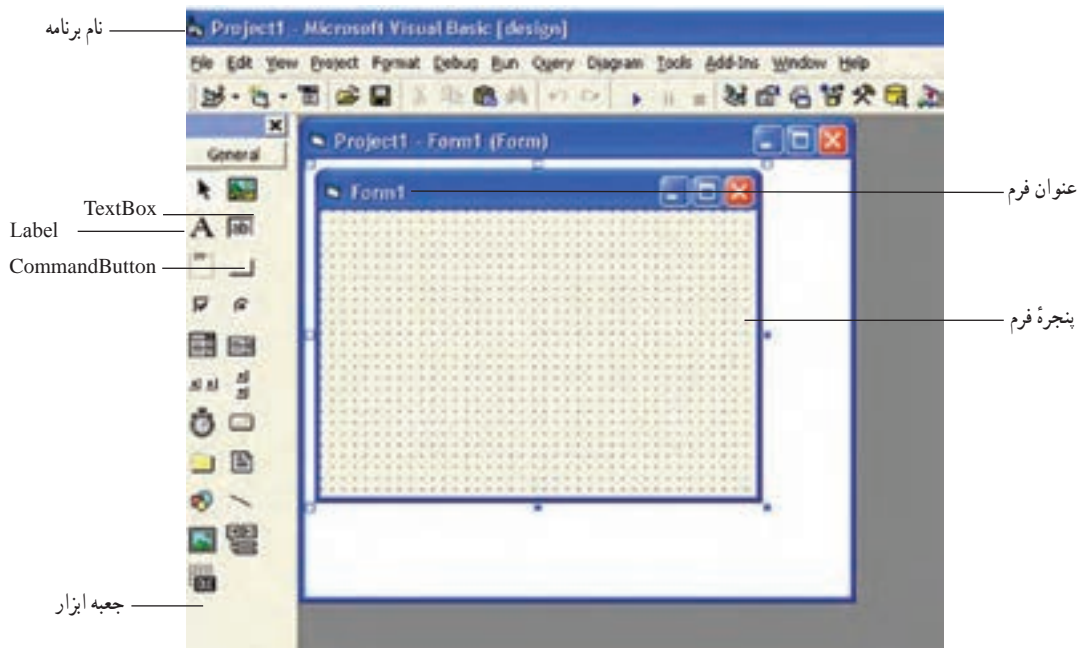 نام برنامه
Project1 - Microsoft Visual Basic [design]
File Edit View Project Format Debug Run Query Diagram Tools Add-Ins Window Help
General
Project1 - Form1 (Form)
Form1
عنوان فرم
TextBox
Label
CommandButton
پنجرهٔ فرم
جعبه ابزار